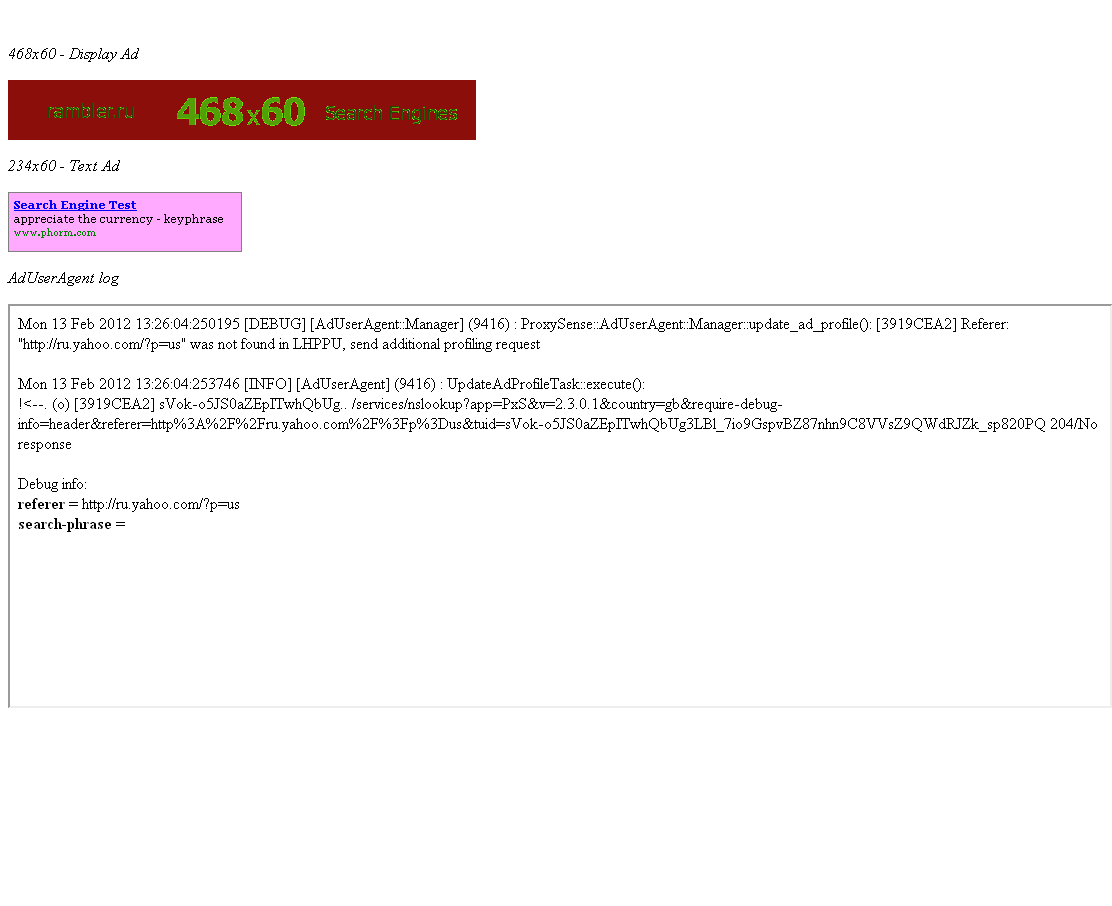 468x60 - Display Ad
rambler.ru 468x60 Search Engines
234x60 - Text Ad
Search Engine Test
appreciate the currency - keyphrase
www.phorm.com
AdUserAgent log
Mon 13 Feb 2012 13:26:04:250195 [DEBUG] [AdUserAgent::Manager] (9416) : ProxySense::AdUserAgent::Manager::update_ad_profile(): [3919CEA2] Referer:
"http://ru.yahoo.com/?p=us" was not found in LHPPU, send additional profiling request
Mon 13 Feb 2012 13:26:04:253746 [INFO] [AdUserAgent] (9416) : UpdateAdProfileTask::execute():
!<--. (o) [3919CEA2] sVok-o5JS0aZEpITwhQbUg.. /services/nslookup?app=PxS&v=2.3.0.1&country=gb&require-debug-
info=header&referer=http%3A%2F%2Fru.yahoo.com%2F%3Fp%3Dus&tuid=sVok-o5JS0aZEpITwhQbUg3LBl_7io9GspvBZ87nhn9C8VVsZ9QWdRJZk_sp820PQ 204/No
response
Debug info:
referer = http://ru.yahoo.com/?p=us
search-phrase =